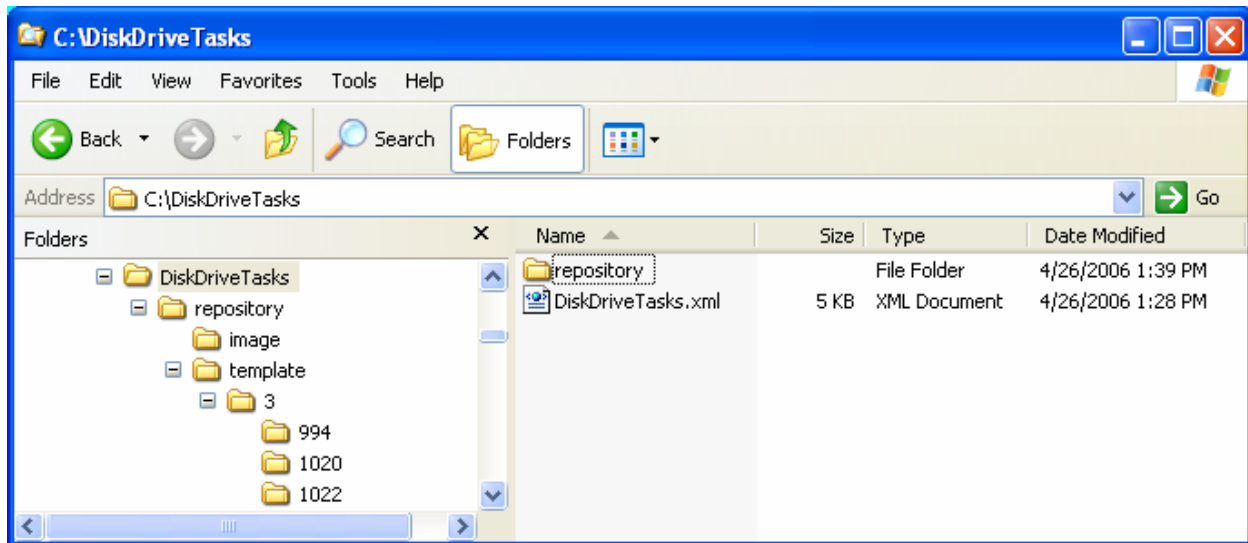 C:\DiskDriveTasks
File Edit View Favorites Tools Help
Back Search Folders
Address C:\DiskDriveTasks Go
Folders Name Size Type Date Modified
DiskDriveTasks
repository
image
template
3
994
1020
1022
repository File Folder 4/26/2006 1:39 PM
DiskDriveTasks.xml 5 KB XML Document 4/26/2006 1:28 PM